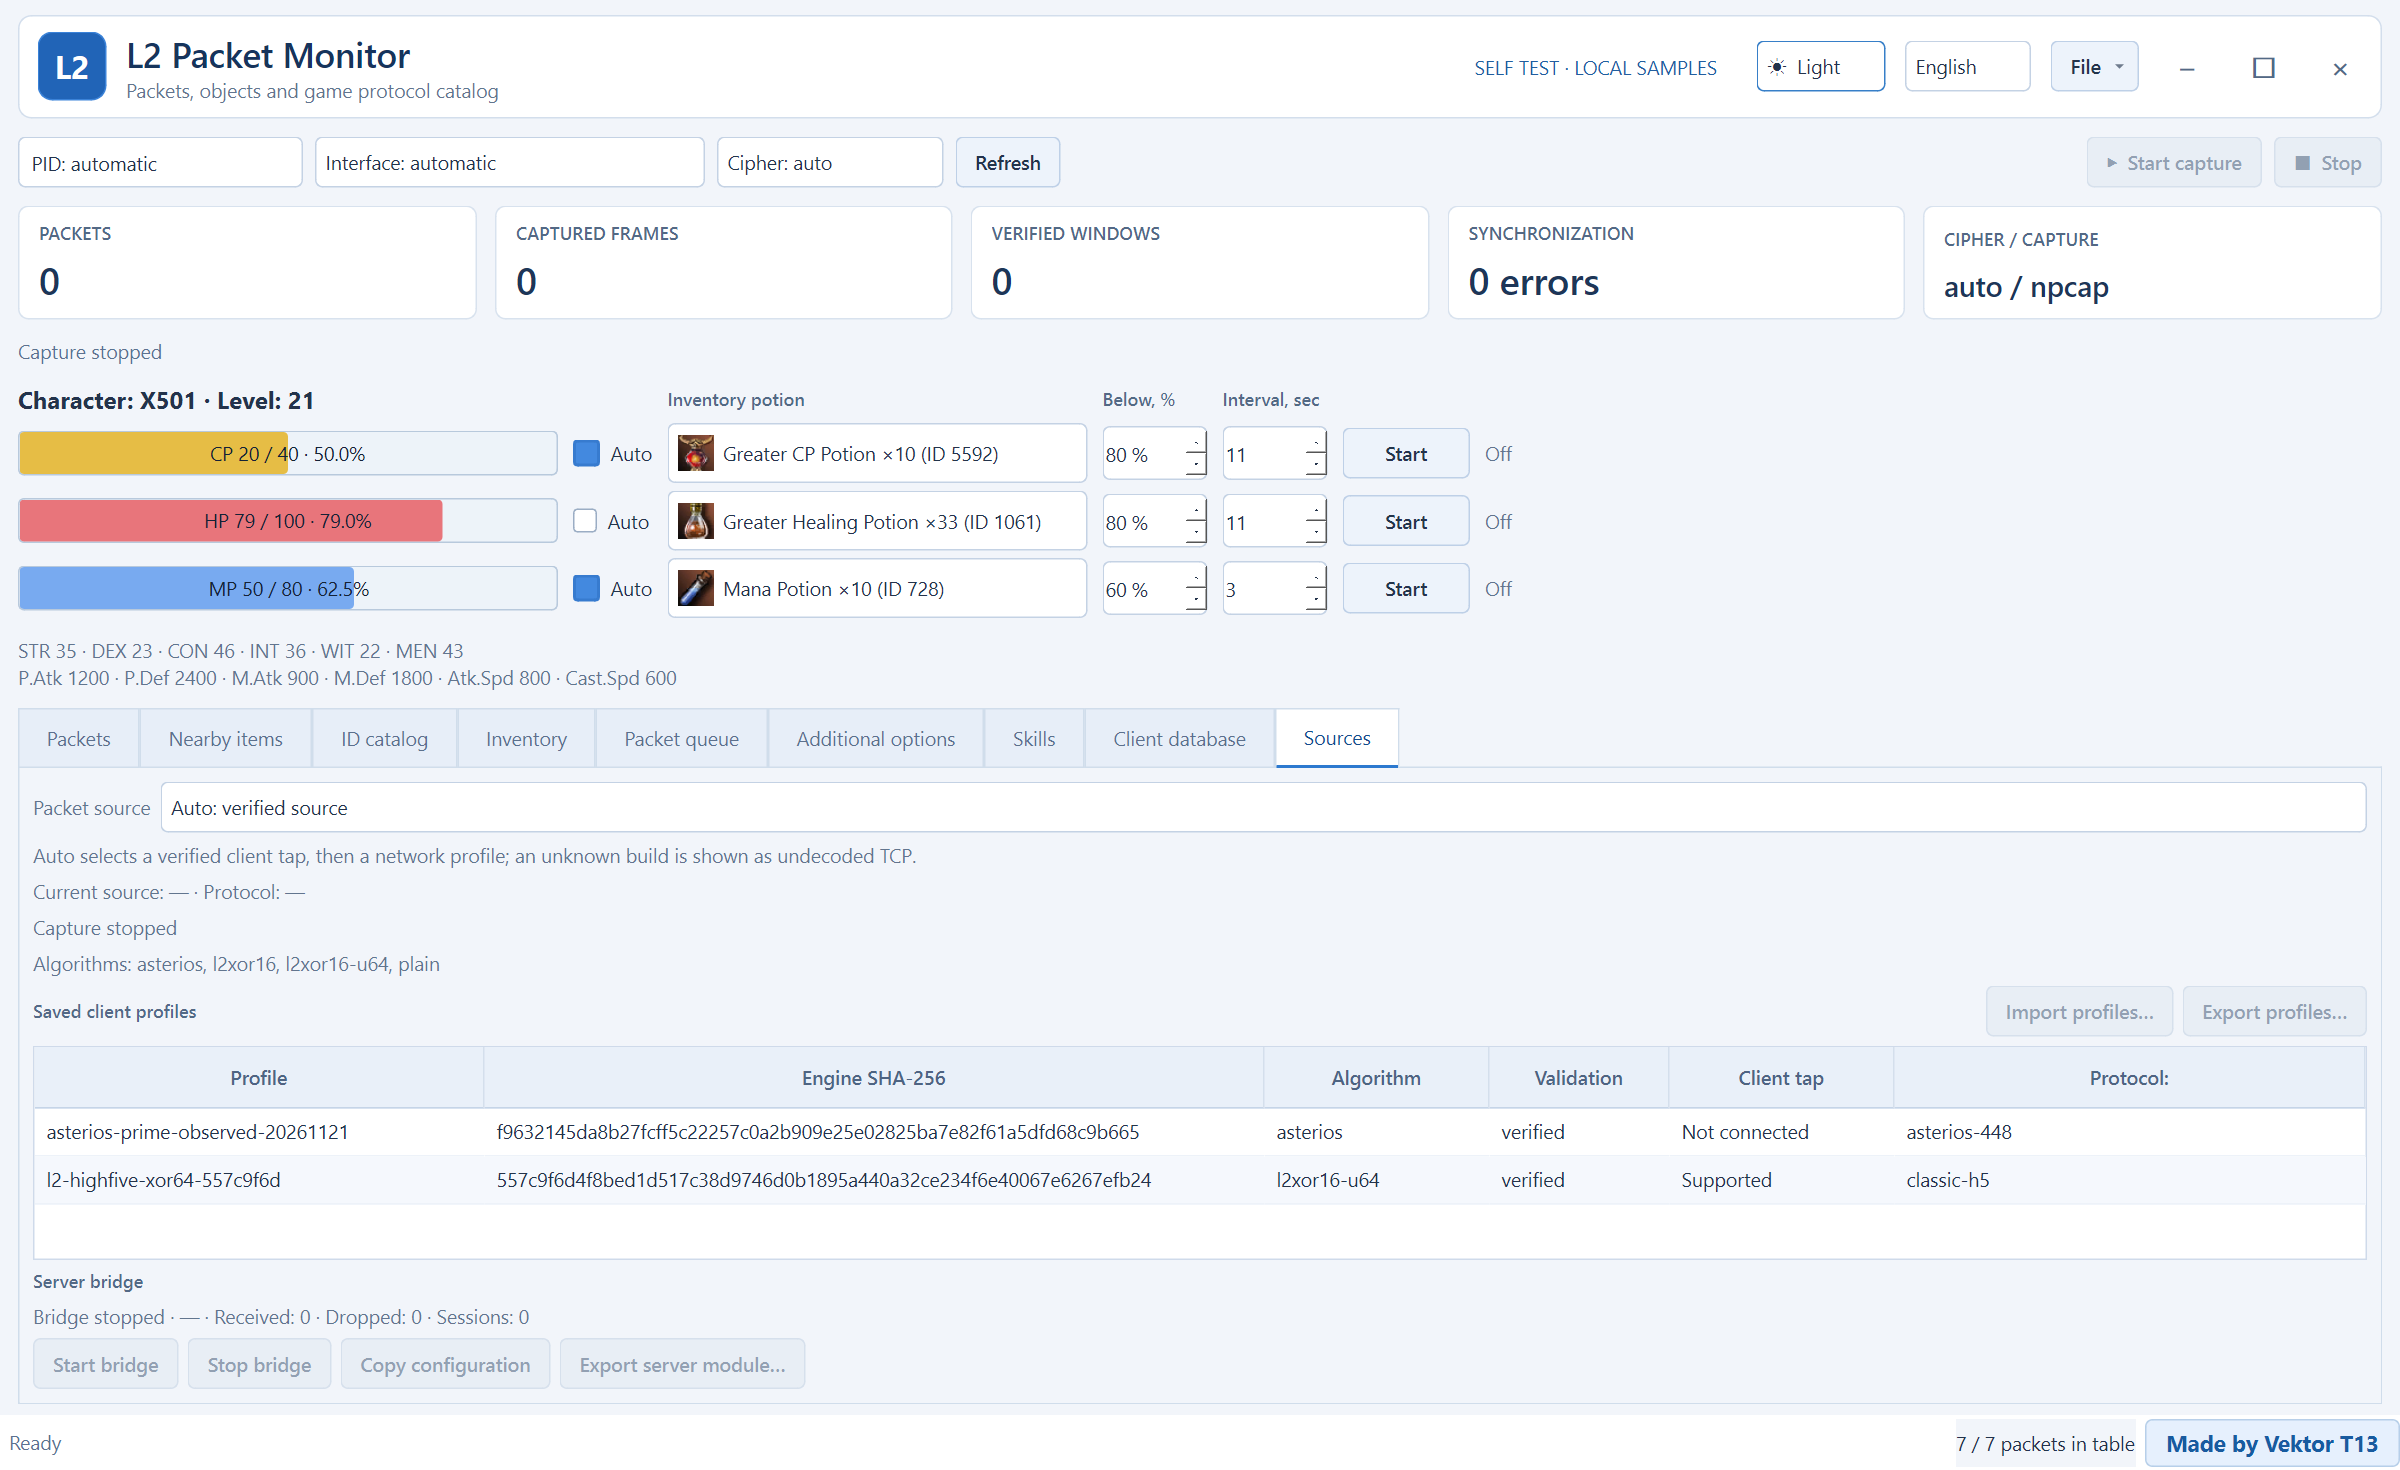 L2
L2 Packet Monitor
Packets, objects and game protocol catalog
SELF TEST · LOCAL SAMPLES
Light
English
File
PID: automatic
Interface: automatic
Cipher: auto
Refresh
Start capture
Stop
PACKETS
0
CAPTURED FRAMES
0
VERIFIED WINDOWS
0
SYNCHRONIZATION
0 errors
CIPHER / CAPTURE
auto / npcap
Capture stopped
Character: X501 · Level: 21
Inventory potion
Below, %
Interval, sec
CP 20 / 40 · 50.0%
Auto
Greater CP Potion ×10 (ID 5592)
80 %
11
Start
Off
HP 79 / 100 · 79.0%
Auto
Greater Healing Potion ×33 (ID 1061)
80 %
11
Start
Off
MP 50 / 80 · 62.5%
Auto
Mana Potion ×10 (ID 728)
60 %
3
Start
Off
STR 35 · DEX 23 · CON 46 · INT 36 · WIT 22 · MEN 43
P.Atk 1200 · P.Def 2400 · M.Atk 900 · M.Def 1800 · Atk.Spd 800 · Cast.Spd 600
Packets
Nearby items
ID catalog
Inventory
Packet queue
Additional options
Skills
Client database
Sources
Packet source
Auto: verified source
Auto selects a verified client tap, then a network profile; an unknown build is shown as undecoded TCP.
Current source: — · Protocol: —
Capture stopped
Algorithms: asterios, l2xor16, l2xor16-u64, plain
Saved client profiles
Import profiles...
Export profiles...
Profile
Engine SHA-256
Algorithm
Validation
Client tap
Protocol:
asterios-prime-observed-20261121
f9632145da8b27fcff5c22257c0a2b909e25e02825ba7e82f61a5dfd68c9b665
asterios
verified
Not connected
asterios-448
l2-highfive-xor64-557c9f6d
557c9f6d4f8bed1d517c38d9746d0b1895a440a32ce234f6e40067e6267efb24
l2xor16-u64
verified
Supported
classic-h5
Server bridge
Bridge stopped · — · Received: 0 · Dropped: 0 · Sessions: 0
Start bridge
Stop bridge
Copy configuration
Export server module...
Ready
7 / 7 packets in table
Made by Vektor T13